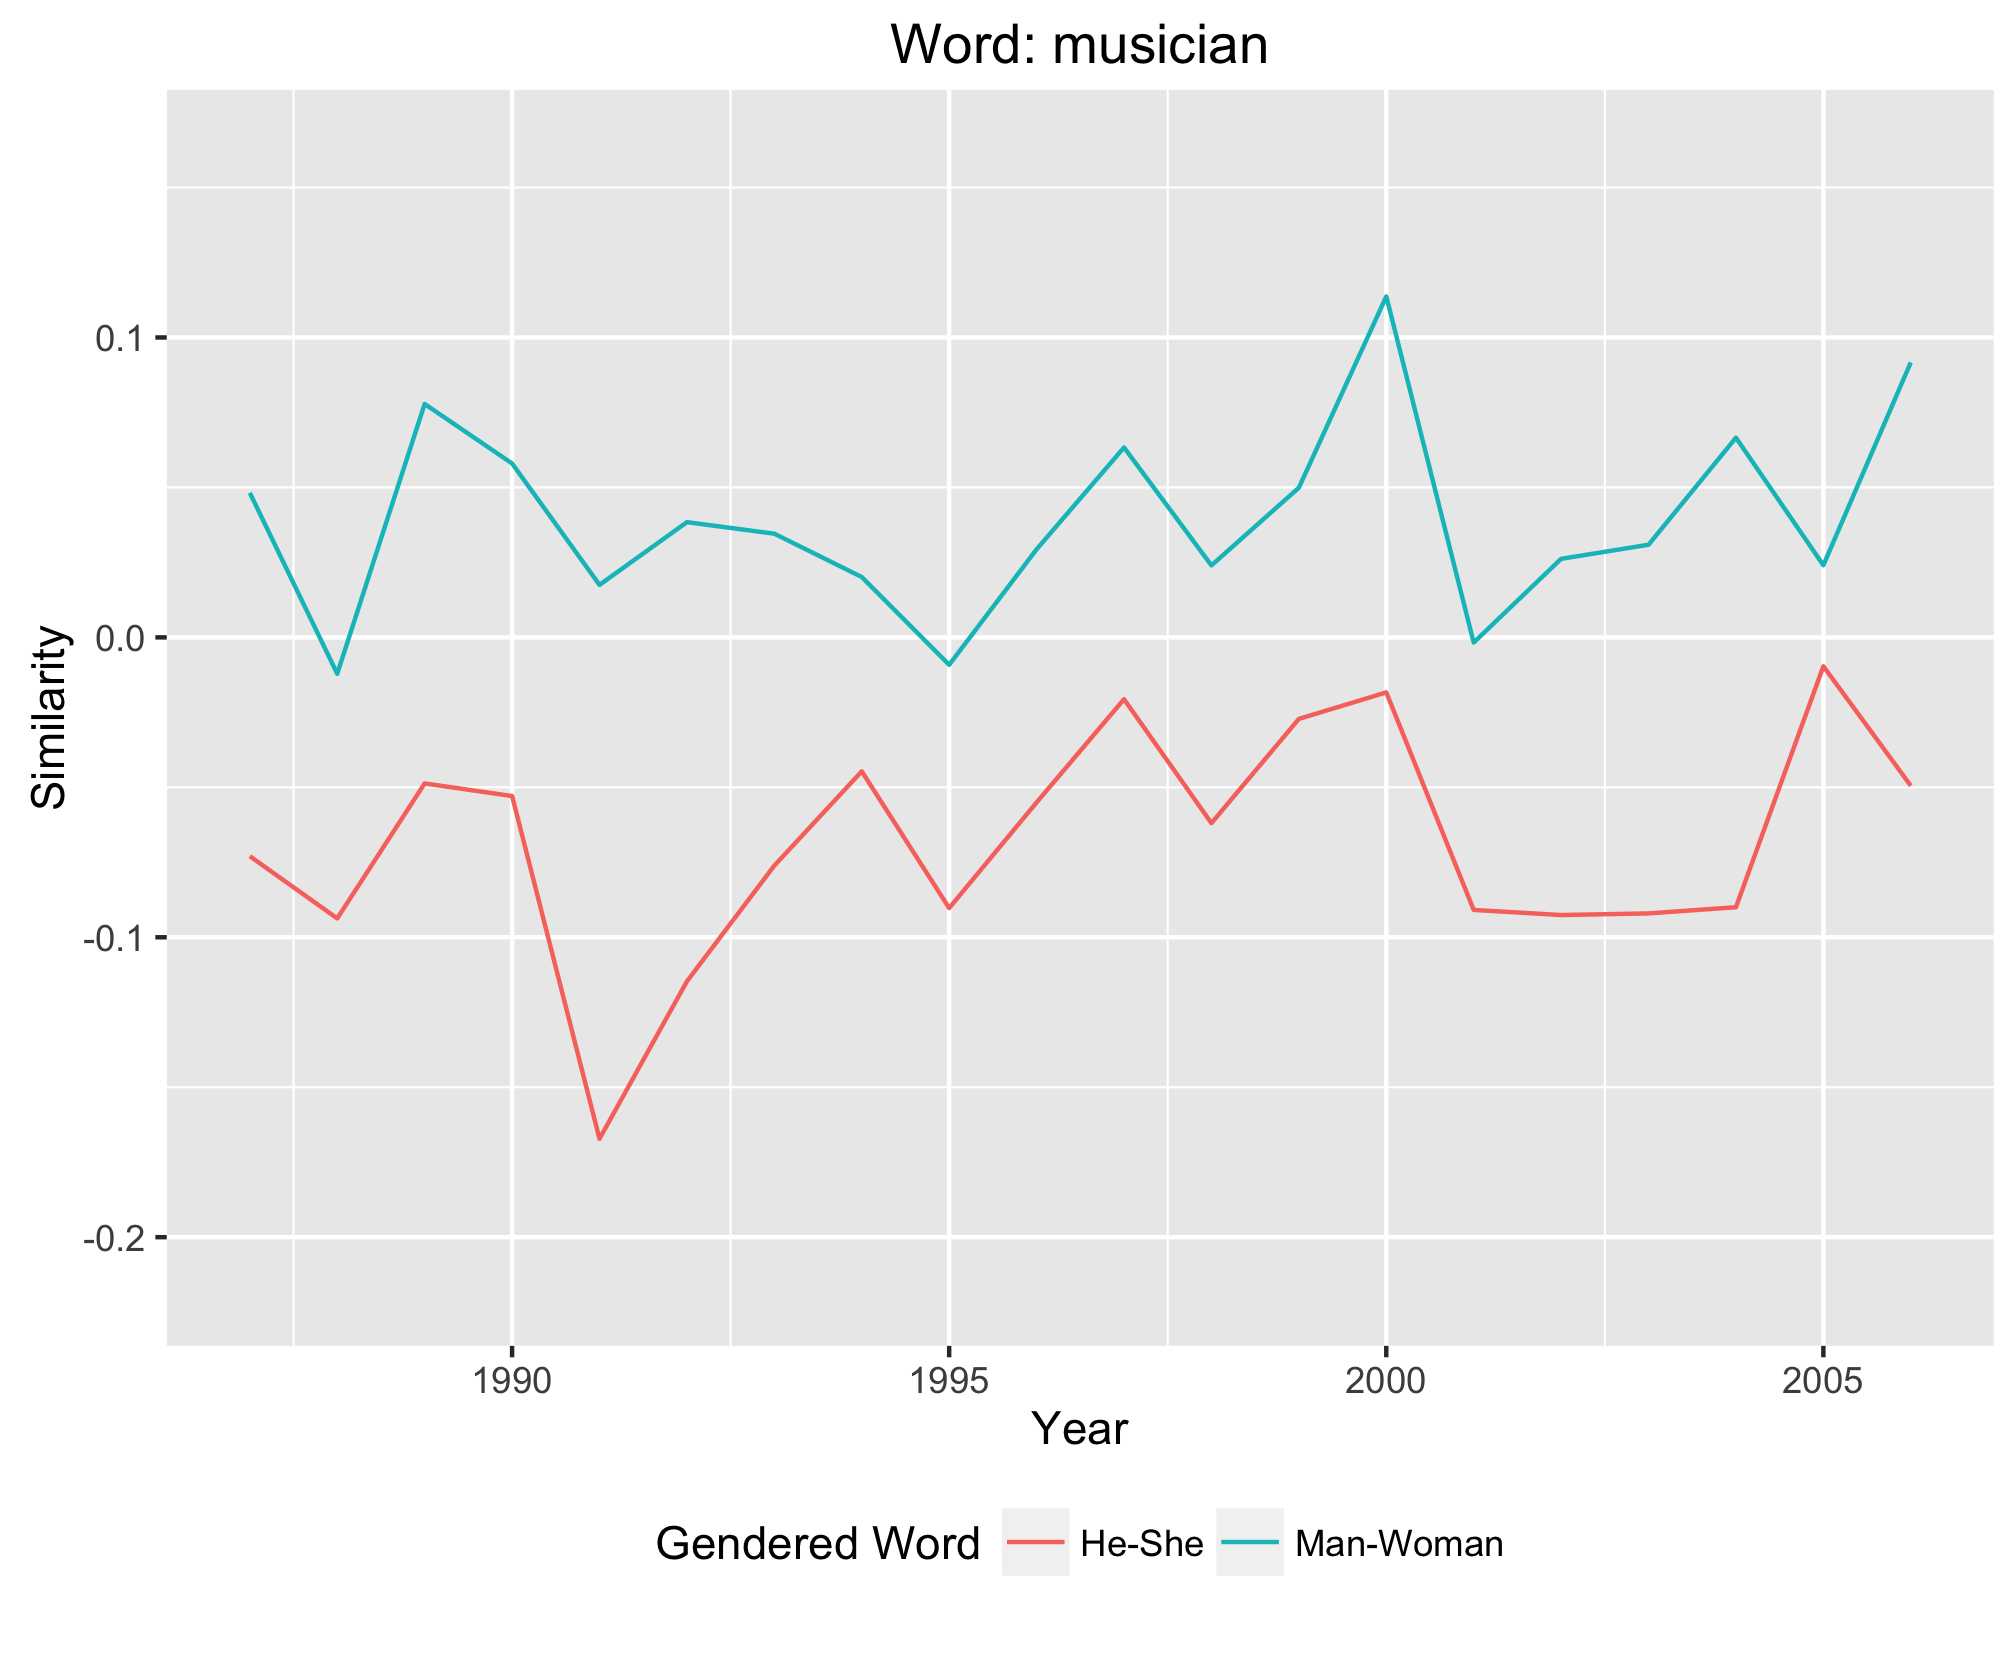 Word: musician
Similarity
0.1
0.0
-0.1
-0.2
1990 1995 2000 2005
Year
Gendered Word He-She Man-Woman